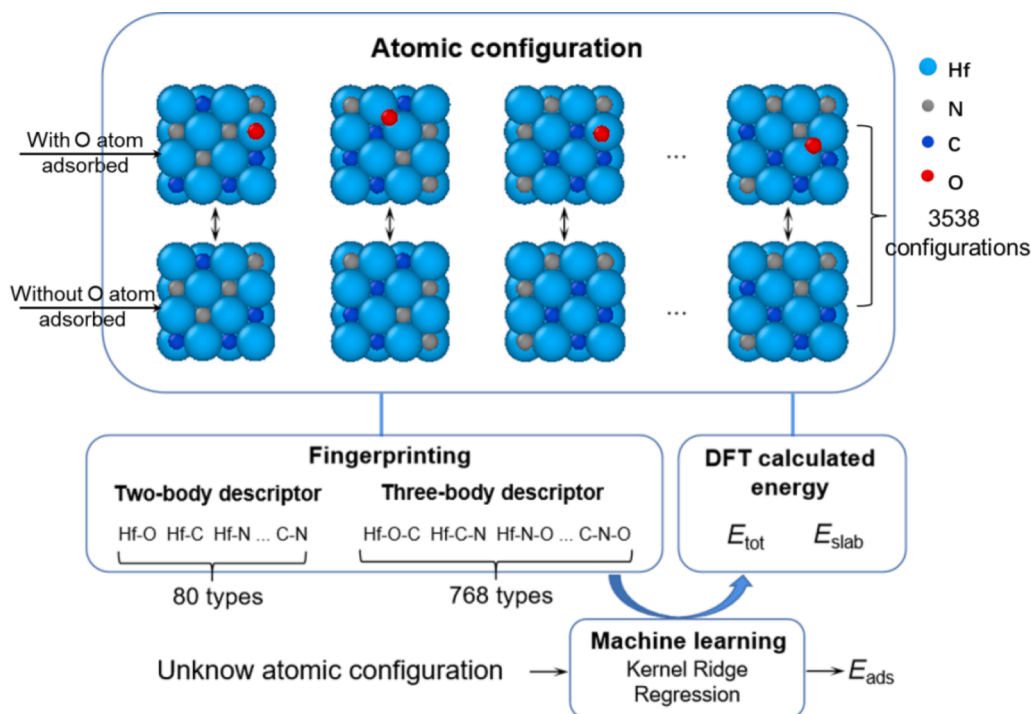 Atomic configuration
Hf
N
C
O
With O atom
adsorbed
...
3538
configurations
Without O atom
adsorbed
...
Fingerprinting
Two-body descriptor
Three-body descriptor
Hf-O Hf-C Hf-N ... C-N
Hf-O-C Hf-C-N Hf-N-O ... C-N-O
80 types
768 types
DFT calculated
energy
Etot
Eslab
Machine learning
Kernel Ridge
Regression
Unknow atomic configuration
Eads